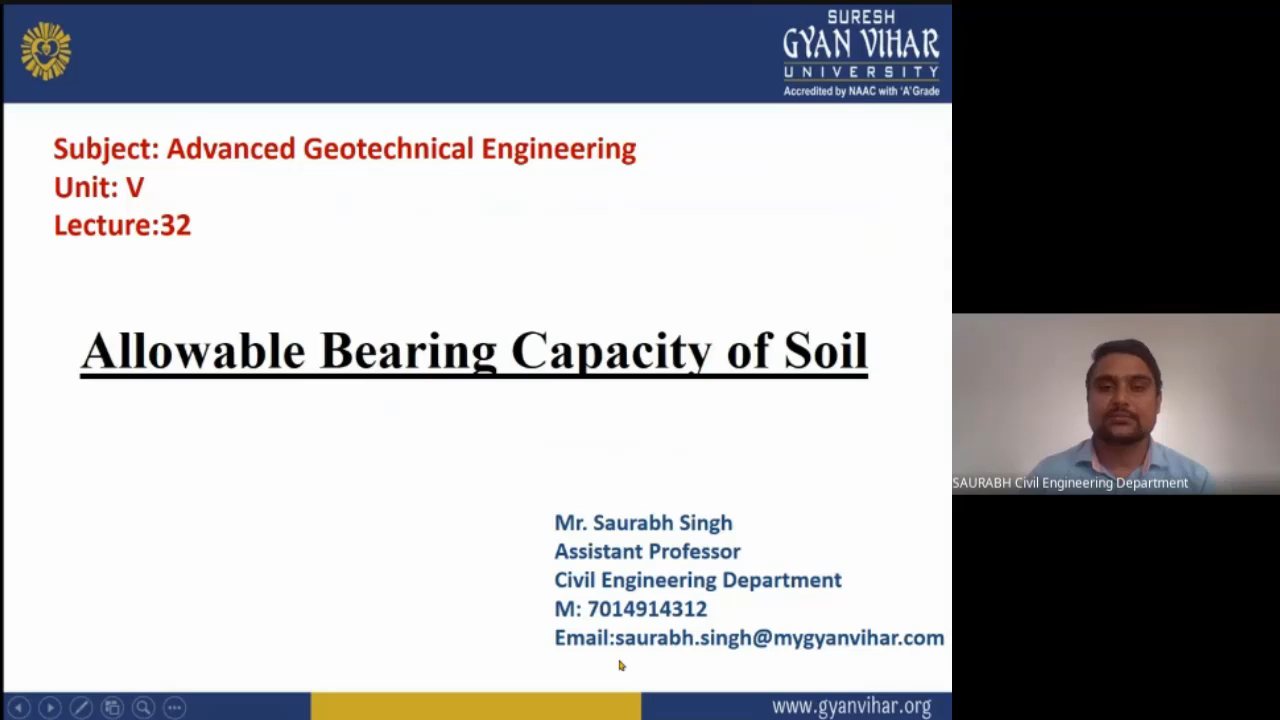 SURESH
GYAN VIHAR
UNIVERSITY
Accredited by NAAC with 'A' Grade
Subject: Advanced Geotechnical Engineering
Unit: V
Lecture:32
Allowable Bearing Capacity of Soil
SAURABH Civil Engineering Department
Mr. Saurabh Singh
Assistant Professor
Civil Engineering Department
M: 7014914312
Email:saurabh.singh@mygyanvihar.com
www.gyanvihar.org